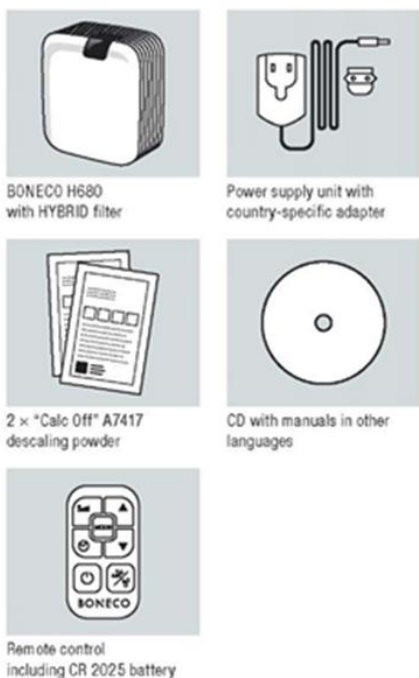 BONECO H680
with HYBRID filter
Power supply unit with
country-specific adapter
2 × "Calc Off" A7417
descaling powder
CD with manuals in other
languages
BONECO
Remote control
including CR 2025 battery